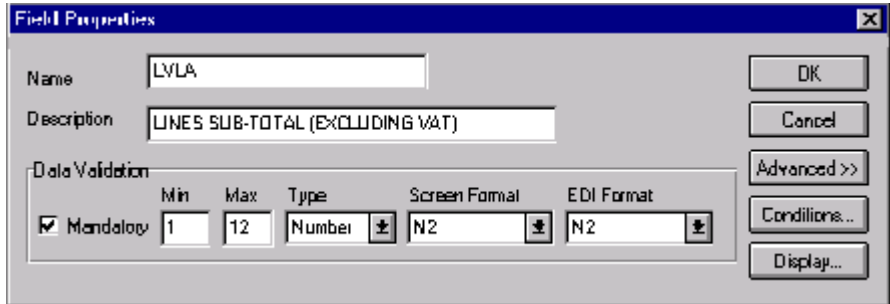 Field Properties
Name LVLA OK
Description LINES SUB-TOTAL (EXCLUDING VAT) Cancel
Data Validation Advanced >>
Min Max Type Screen Format EDI Format
Mandatory 1 12 Number N2 N2 Conditions...
Display...